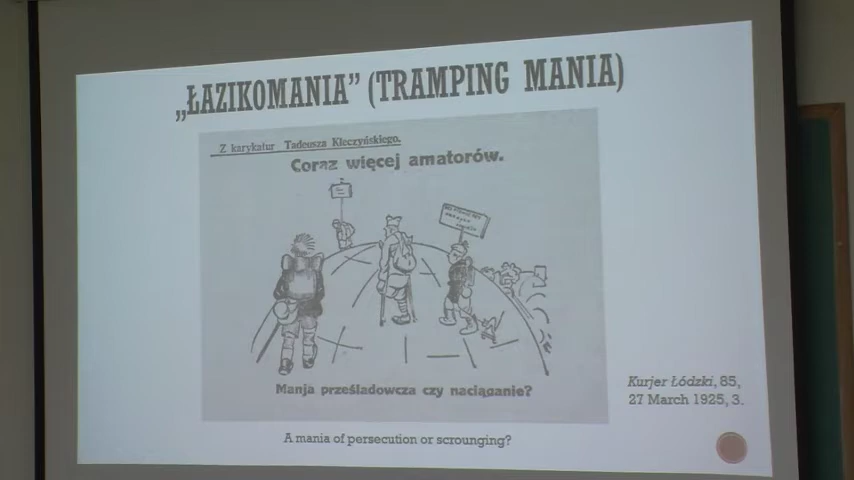 „ŁAZIKOMANIA” (TRAMPING MANIA)
Z karykatur Tadeusza Kleczyńskiego.
Coraz więcej amatorów.
Manja prześladowcza czy naciąganie?
Kurjer Łódzki, 85,
27 March 1925, 3.
A mania of persecution or scrounging?